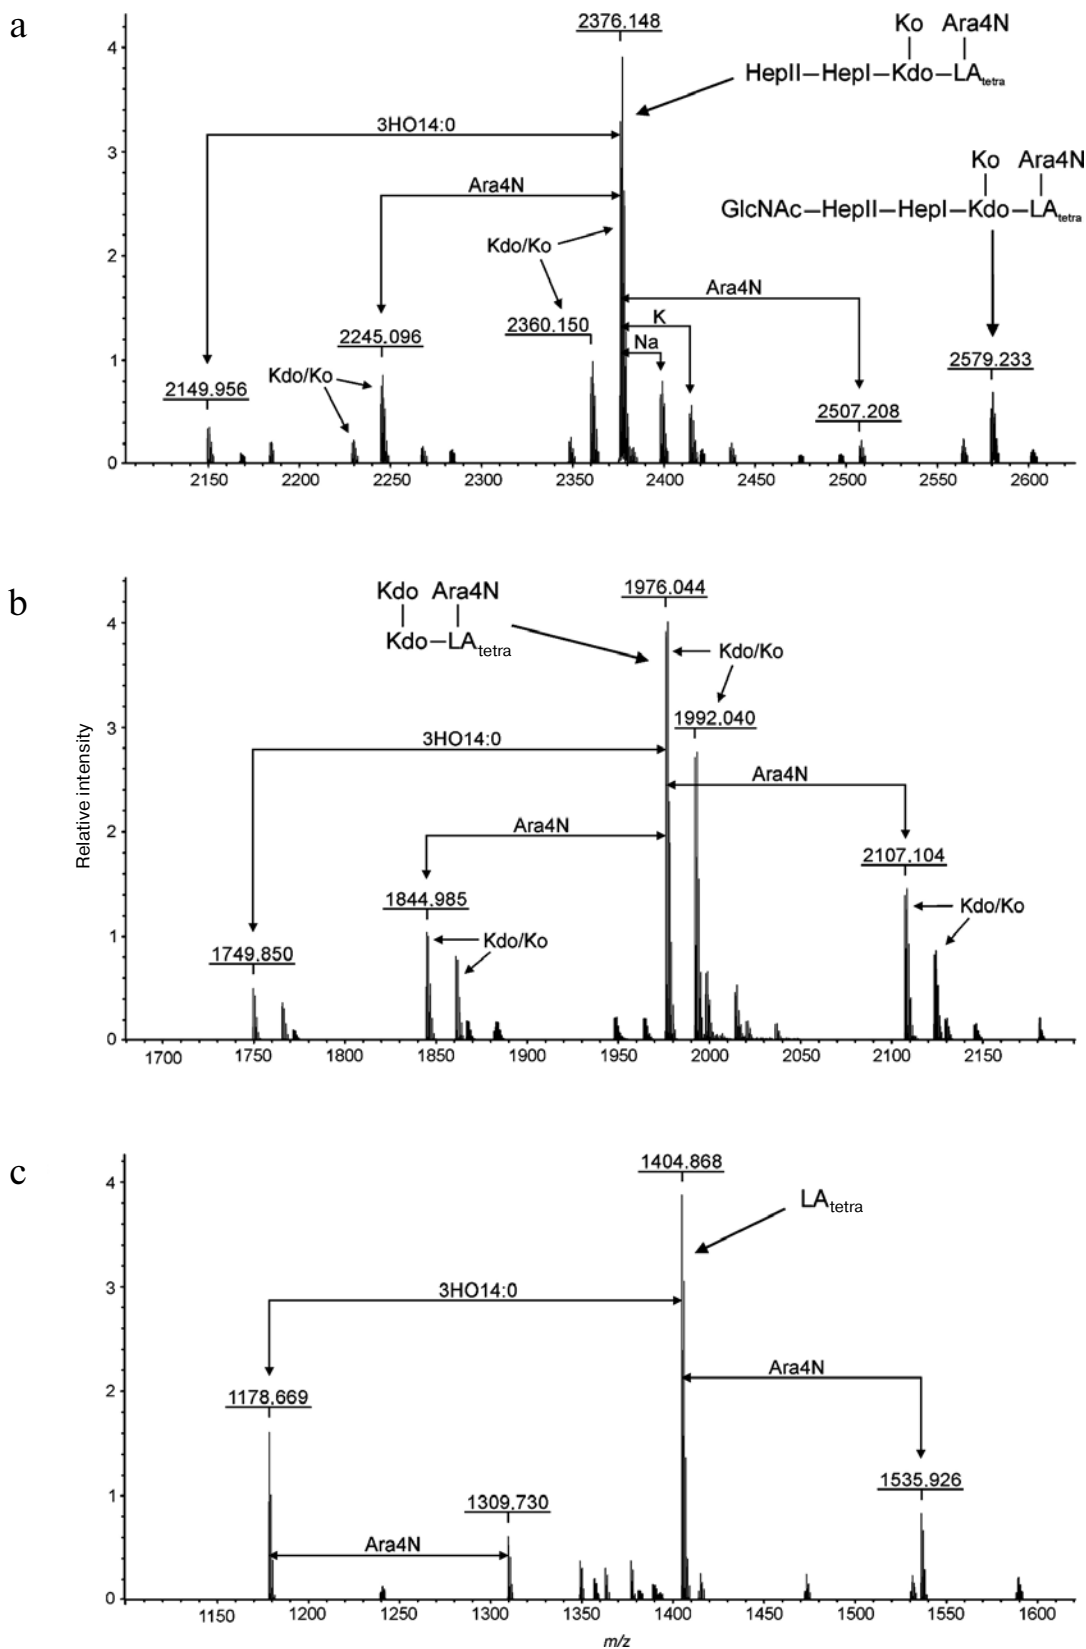 a
2376.148
Ko Ara4N
HepII–HepI–Kdo–LAtetra
3HO14:0
Ko Ara4N
GlcNAc–HepII–HepI–Kdo–LAtetra
Ara4N
Kdo/Ko
Ara4N
K
Na
2360.150
2245.096
Kdo/Ko
2149.956
2579.233
2507.208
4
3
2
1
0
2150 2200 2250 2300 2350 2400 2450 2500 2550 2600
b
Kdo Ara4N
Kdo–LAtetra
1976.044
Kdo/Ko
1992.040
3HO14:0
Ara4N
Ara4N
2107.104
1844.985
Kdo/Ko
Kdo/Ko
1749.850
Relative intensity
4
3
2
1
0
1700 1750 1800 1850 1900 1950 2000 2050 2100 2150
c
1404.868
LAtetra
3HO14:0
Ara4N
1178.669
1535.926
1309.730
Ara4N
4
3
2
1
0
1150 1200 1250 1300 1350 1400 1450 1500 1550 1600
m/z